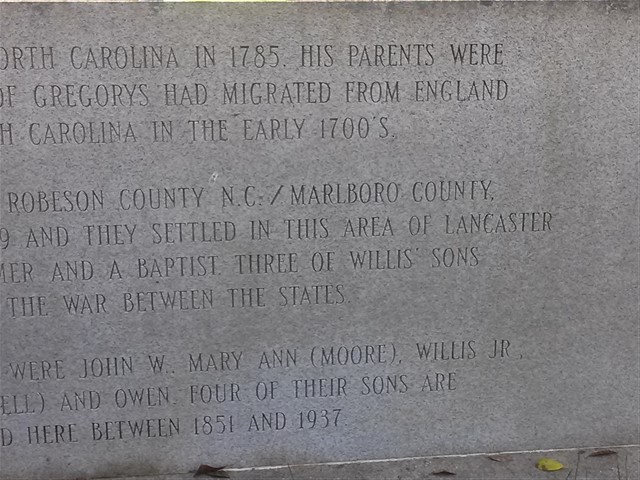 ORTH CAROLINA IN 1785. HIS PARENTS WERE
OF GREGORYS HAD MIGRATED FROM ENGLAND
H CAROLINA IN THE EARLY 1700'S.
ROBESON COUNTY N.C./MARLBORO COUNTY,
9 AND THEY SETTLED IN THIS AREA OF LANCASTER
MER AND A BAPTIST. THREE OF WILLIS' SONS
THE WAR BETWEEN THE STATES.
WERE JOHN W., MARY ANN (MOORE), WILLIS JR.,
ELL) AND OWEN. FOUR OF THEIR SONS ARE
D HERE BETWEEN 1851 AND 1937.